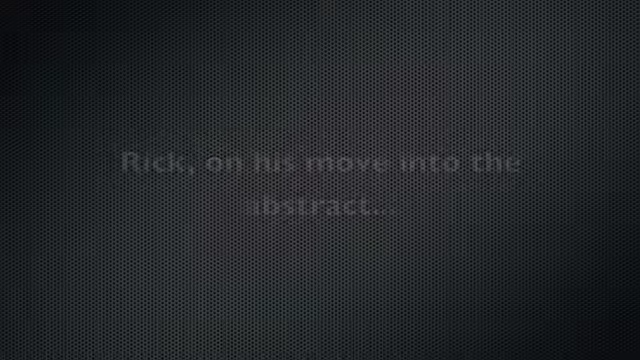 Rick, on his move into the
abstract...